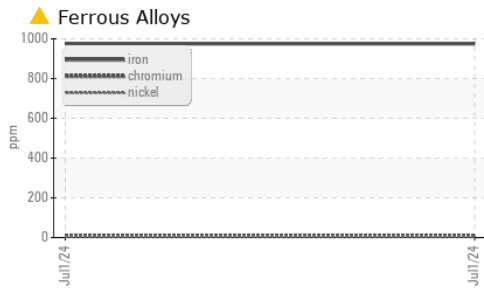 Ferrous Alloys
1000
800
600
400
200
0
ppm
iron
chromium
nickel
Jul1/24
Jul1/24